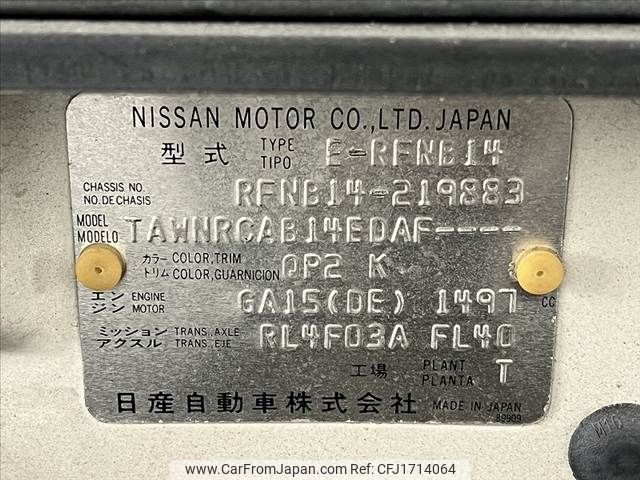 NISSAN MOTOR CO.,LTD. JAPAN
型式 TYPE TIPO E-RFNB14
CHASSIS NO. NO. DE CHASIS RFNB14-219883
MODEL MODELO TAWNRCAB14EDAF----
カラー トリム COLOR,TRIM COLOR,GUARNICION QP2 K
エンジン ENGINE MOTOR GA15(DE) 1497 CC
ミッション アクスル TRANS.,AXLE TRANS.,EJE RL4F03A FL40
工場 PLANT PLANTA T
日産自動車株式会社 MADE IN JAPAN
89909
www.CarFromJapan.com © CarFromJapan - CFJ1714064